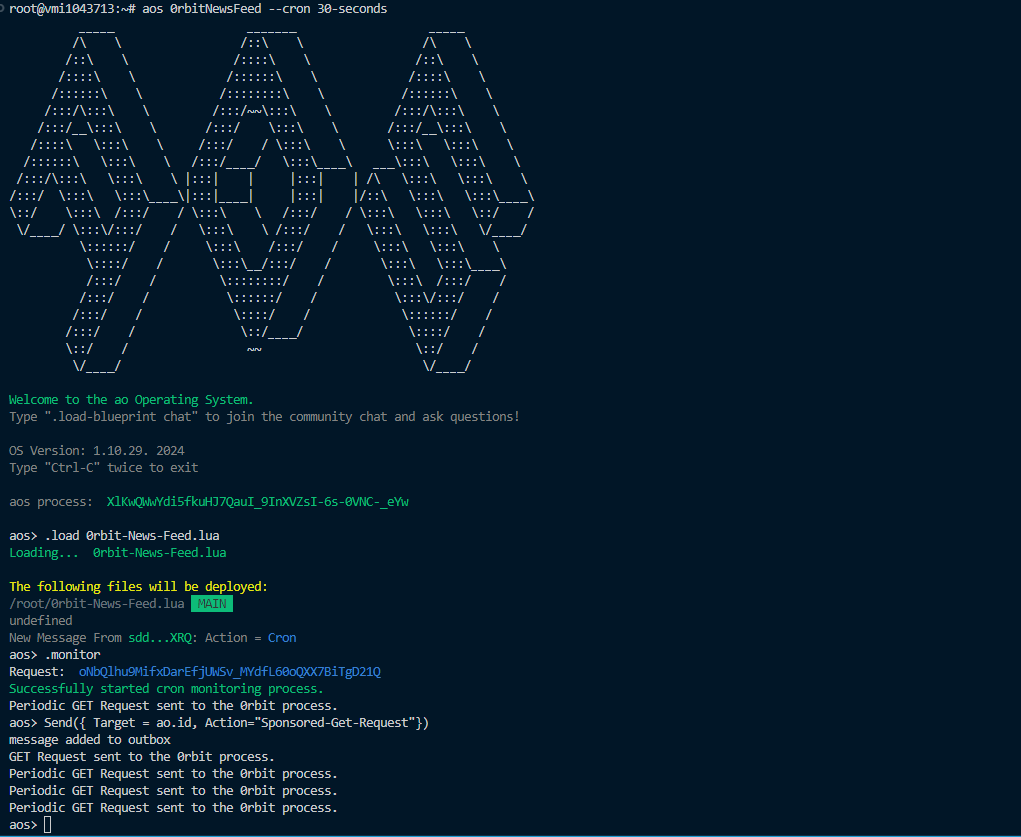 root@vmi1043713:~# aos 0rbitNewsFeed --cron 30-seconds
Welcome to the ao Operating System.
Type ".load-blueprint chat" to join the community chat and ask questions!
OS Version: 1.10.29. 2024
Type "Ctrl-C" twice to exit
aos process:  XlKwQWwYdi5fkuHJ7QauI_9InXVZsI-6s-0VNC-_eYw
aos> .load 0rbit-News-Feed.lua
Loading...  0rbit-News-Feed.lua
The following files will be deployed:
/root/0rbit-News-Feed.lua MAIN
undefined
New Message From sdd...XRQ: Action = Cron
aos> .monitor
Request:  oNbQlhu9MifxDarEfjUWSv_MYdfL60oQXX7BiTgD21Q
Successfully started cron monitoring process.
Periodic GET Request sent to the 0rbit process.
aos> Send({ Target = ao.id, Action="Sponsored-Get-Request"})
message added to outbox
GET Request sent to the 0rbit process.
Periodic GET Request sent to the 0rbit process.
Periodic GET Request sent to the 0rbit process.
Periodic GET Request sent to the 0rbit process.
aos>